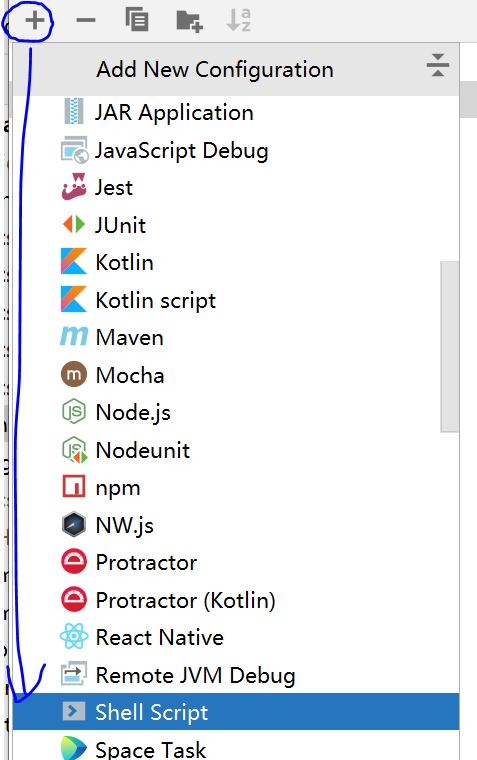 Add New Configuration
JAR Application
JavaScript Debug
Jest
JUnit
Kotlin
Kotlin script
Maven
Mocha
Node.js
Nodeunit
npm
NW.js
Protractor
Protractor (Kotlin)
React Native
Remote JVM Debug
Shell Script
Space Task